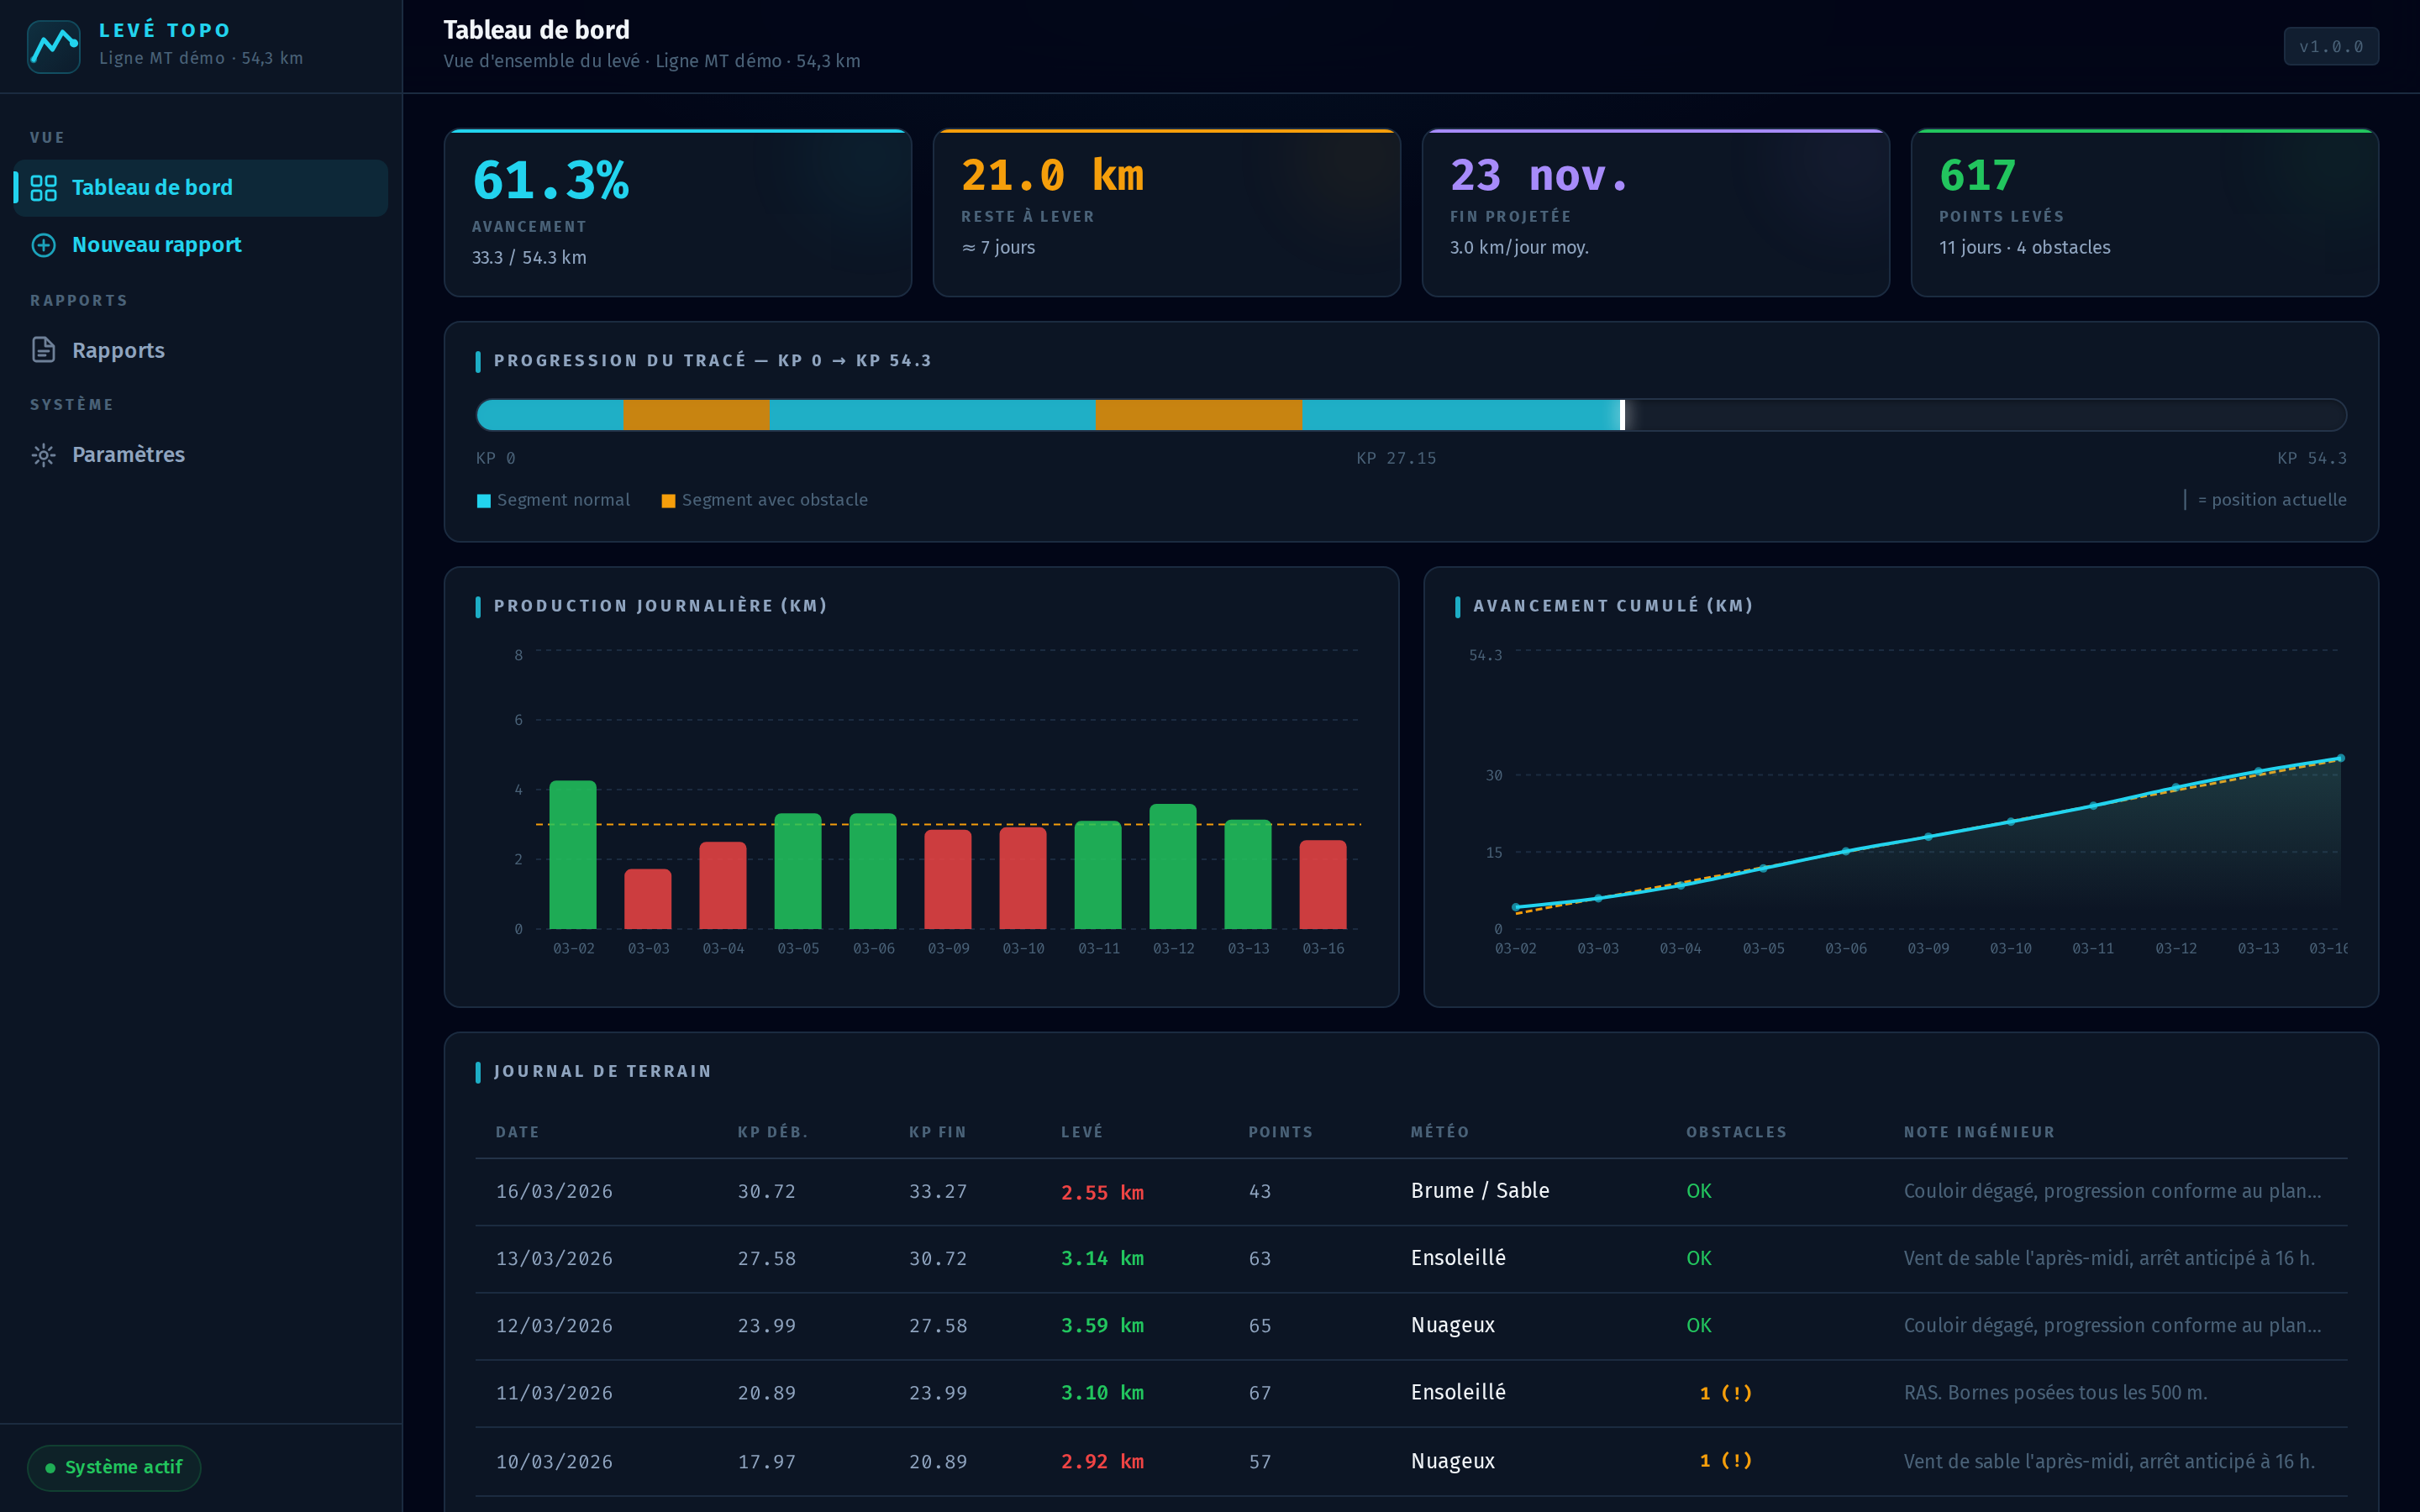 LEVÉ TOPO
Ligne MT démo · 54,3 km
VUE
Tableau de bord
Nouveau rapport
RAPPORTS
Rapports
SYSTÈME
Paramètres
Système actif
Tableau de bord
Vue d'ensemble du levé · Ligne MT démo · 54,3 km
v1.0.0
61.3%
AVANCEMENT
33.3 / 54.3 km
21.0 km
RESTE À LEVER
≈ 7 jours
23 nov.
FIN PROJETÉE
3.0 km/jour moy.
617
POINTS LEVÉS
11 jours · 4 obstacles
PROGRESSION DU TRACÉ — KP 0 → KP 54.3
KP 0 KP 27.15 KP 54.3
Segment normal Segment avec obstacle | = position actuelle
PRODUCTION JOURNALIÈRE (KM)
8
6
4
2
0
03-02 03-03 03-04 03-05 03-06 03-09 03-10 03-11 03-12 03-13 03-16
AVANCEMENT CUMULÉ (KM)
54.3
30
15
0
03-02 03-03 03-04 03-05 03-06 03-09 03-10 03-11 03-12 03-13 03-16
JOURNAL DE TERRAIN
DATE KP DÉB. KP FIN LEVÉ POINTS MÉTÉO OBSTACLES NOTE INGÉNIEUR
16/03/2026 30.72 33.27 2.55 km 43 Brume / Sable OK Couloir dégagé, progression conforme au plan...
13/03/2026 27.58 30.72 3.14 km 63 Ensoleillé OK Vent de sable l'après-midi, arrêt anticipé à 16 h.
12/03/2026 23.99 27.58 3.59 km 65 Nuageux OK Couloir dégagé, progression conforme au plan...
11/03/2026 20.89 23.99 3.10 km 67 Ensoleillé 1 (!) RAS. Bornes posées tous les 500 m.
10/03/2026 17.97 20.89 2.92 km 57 Nuageux 1 (!) Vent de sable l'après-midi, arrêt anticipé à 16 h.